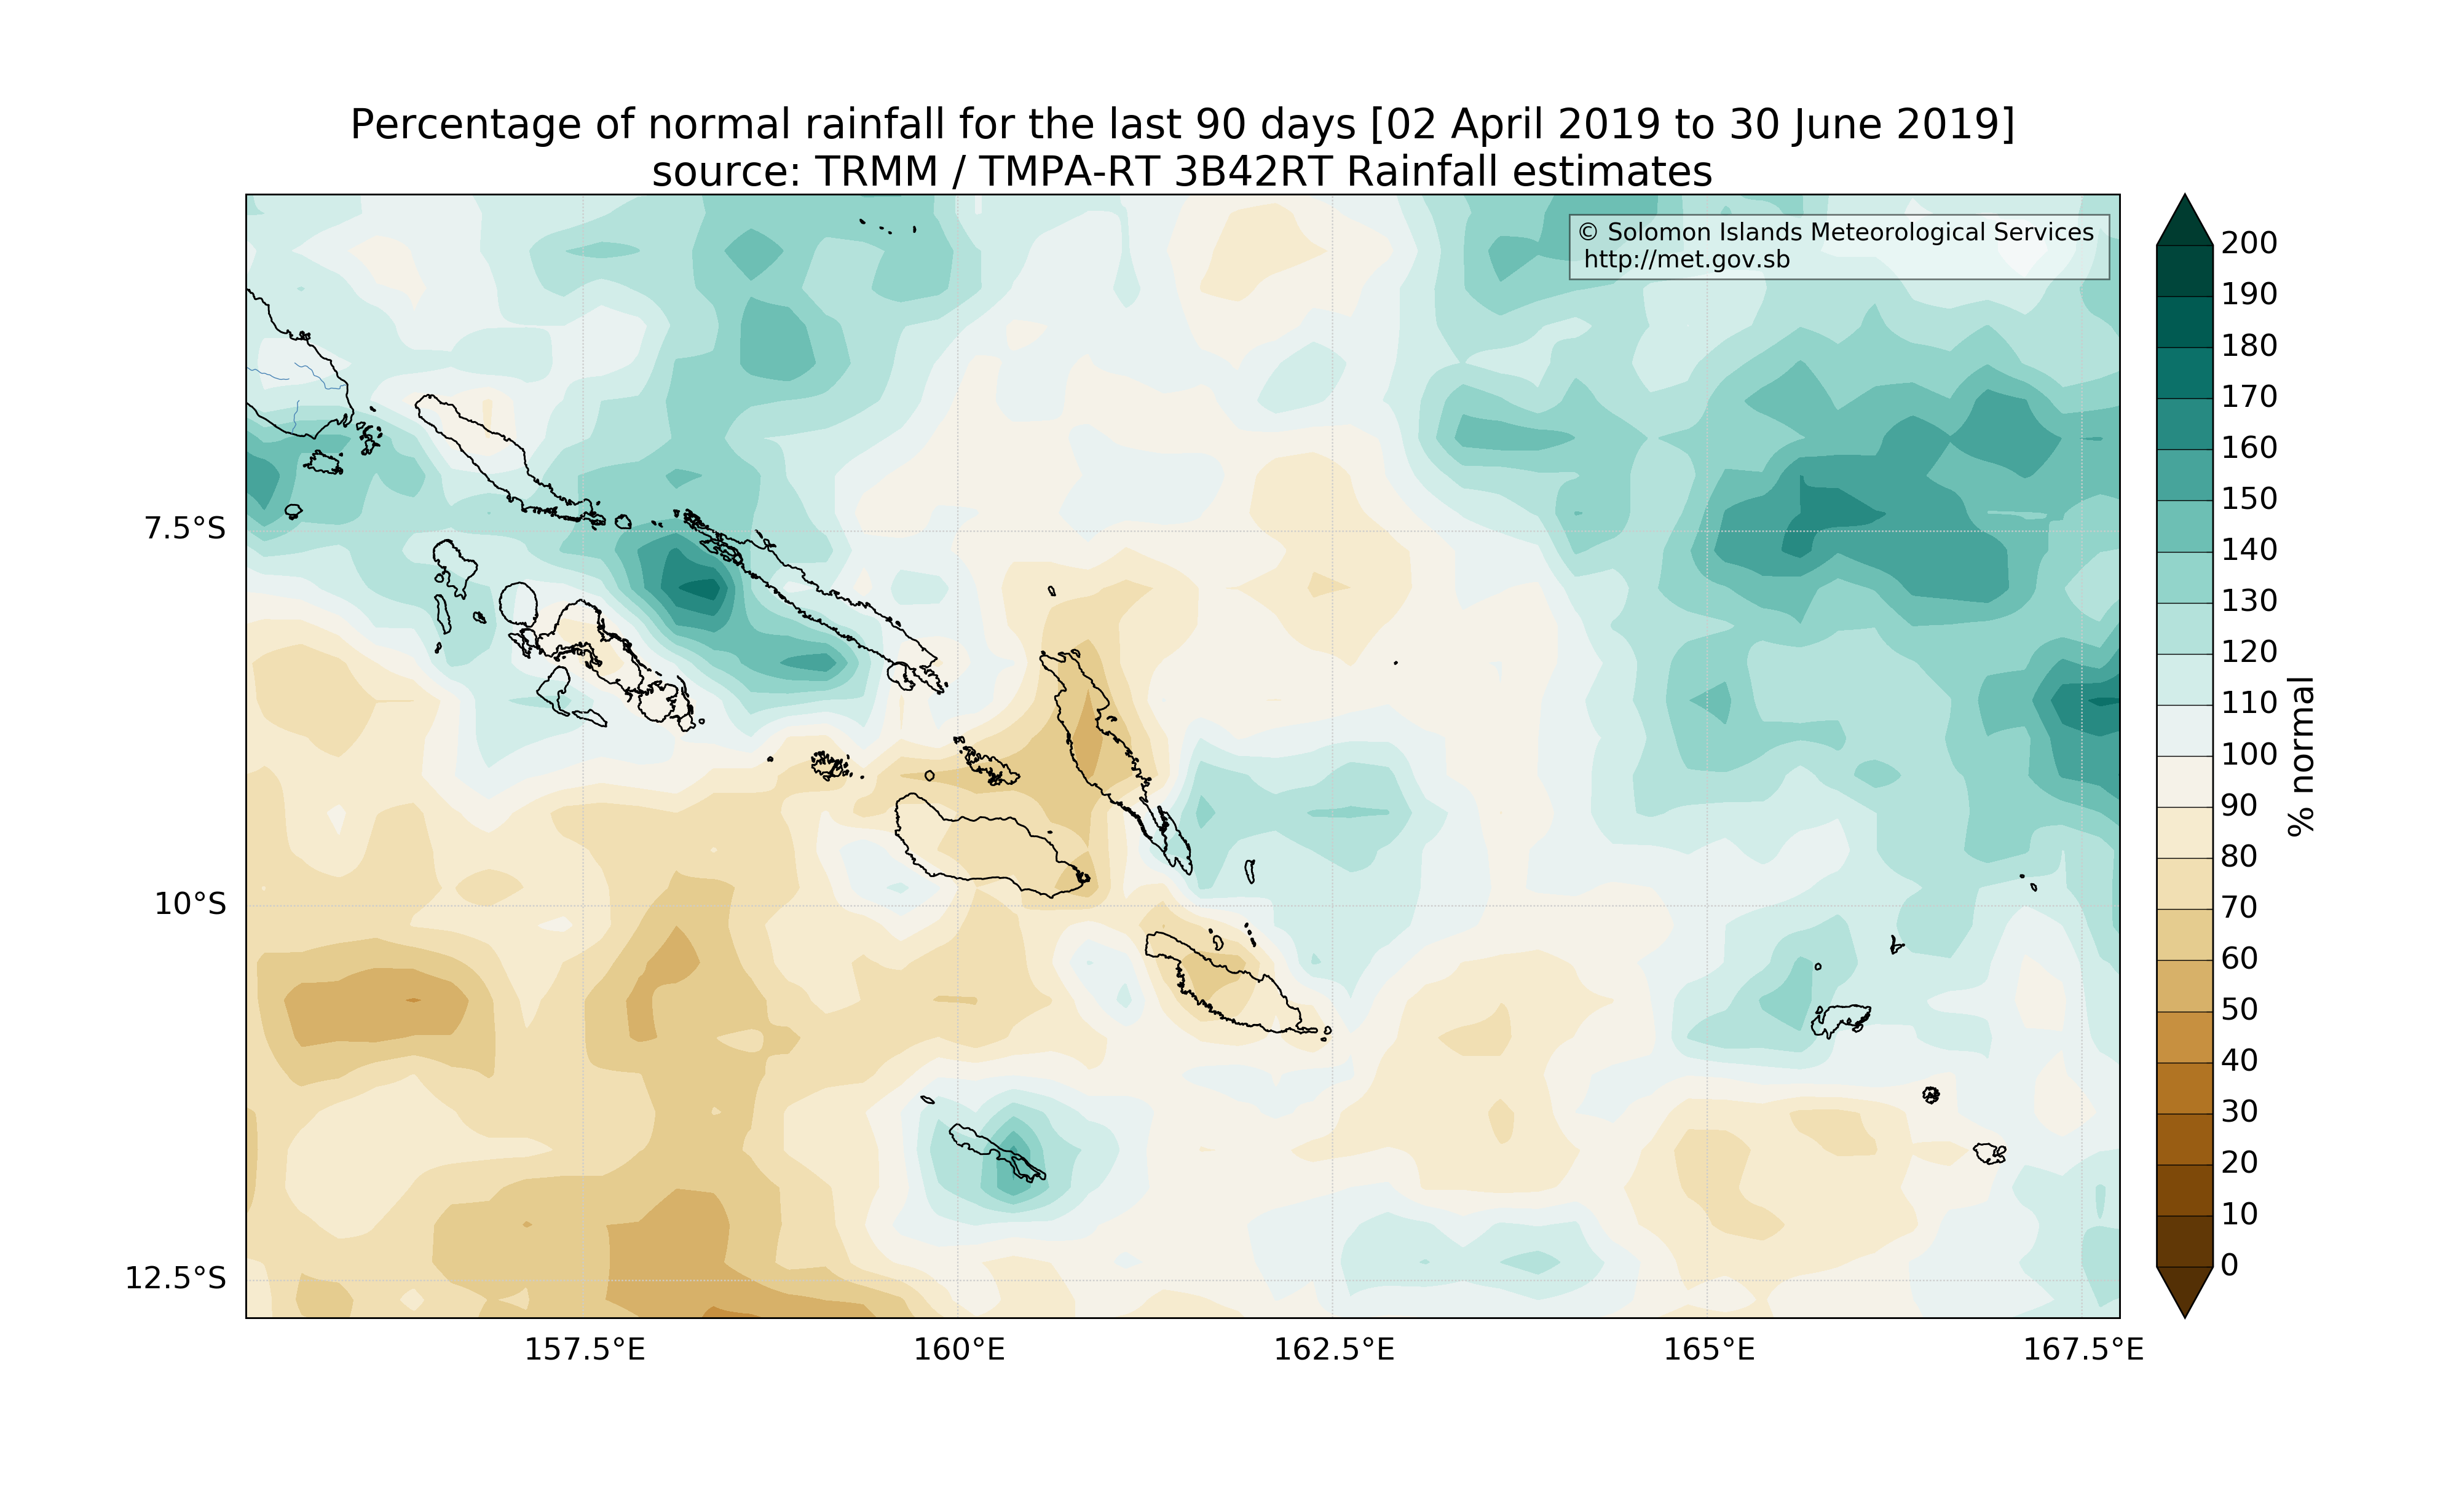 Percentage of normal rainfall for the last 90 days [02 April 2019 to 30 June 2019]
source: TRMM / TMPA-RT 3B42RT Rainfall estimates
© Solomon Islands Meteorological Services
http://met.gov.sb
7.5°S
10°S
12.5°S
157.5°E
160°E
162.5°E
165°E
167.5°E
200
190
180
170
160
150
140
130
120
110
100
90
80
70
60
50
40
30
20
10
0
% normal